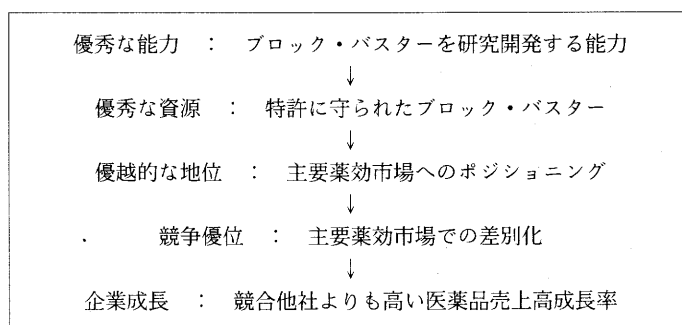 優秀な能力 : ブロック・バスターを研究開発する能力
↓
優秀な資源 : 特許に守られたブロック・バスター
↓
優越的な地位 : 主要薬効市場へのポジショニング
↓
競争優位 : 主要薬効市場での差別化
↓
企業成長 : 競合他社よりも高い医薬品売上高成長率